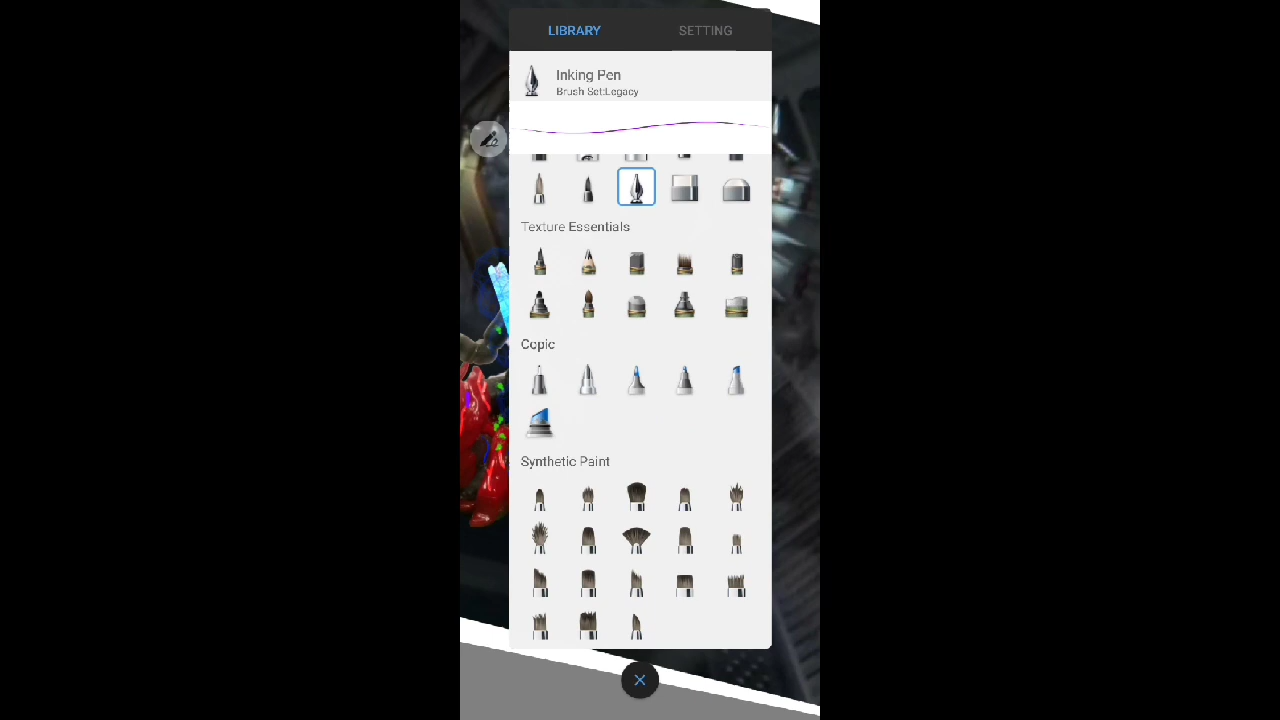 LIBRARY SETTING
Inking Pen
Brush Set:Legacy
Texture Essentials
Copic
Synthetic Paint